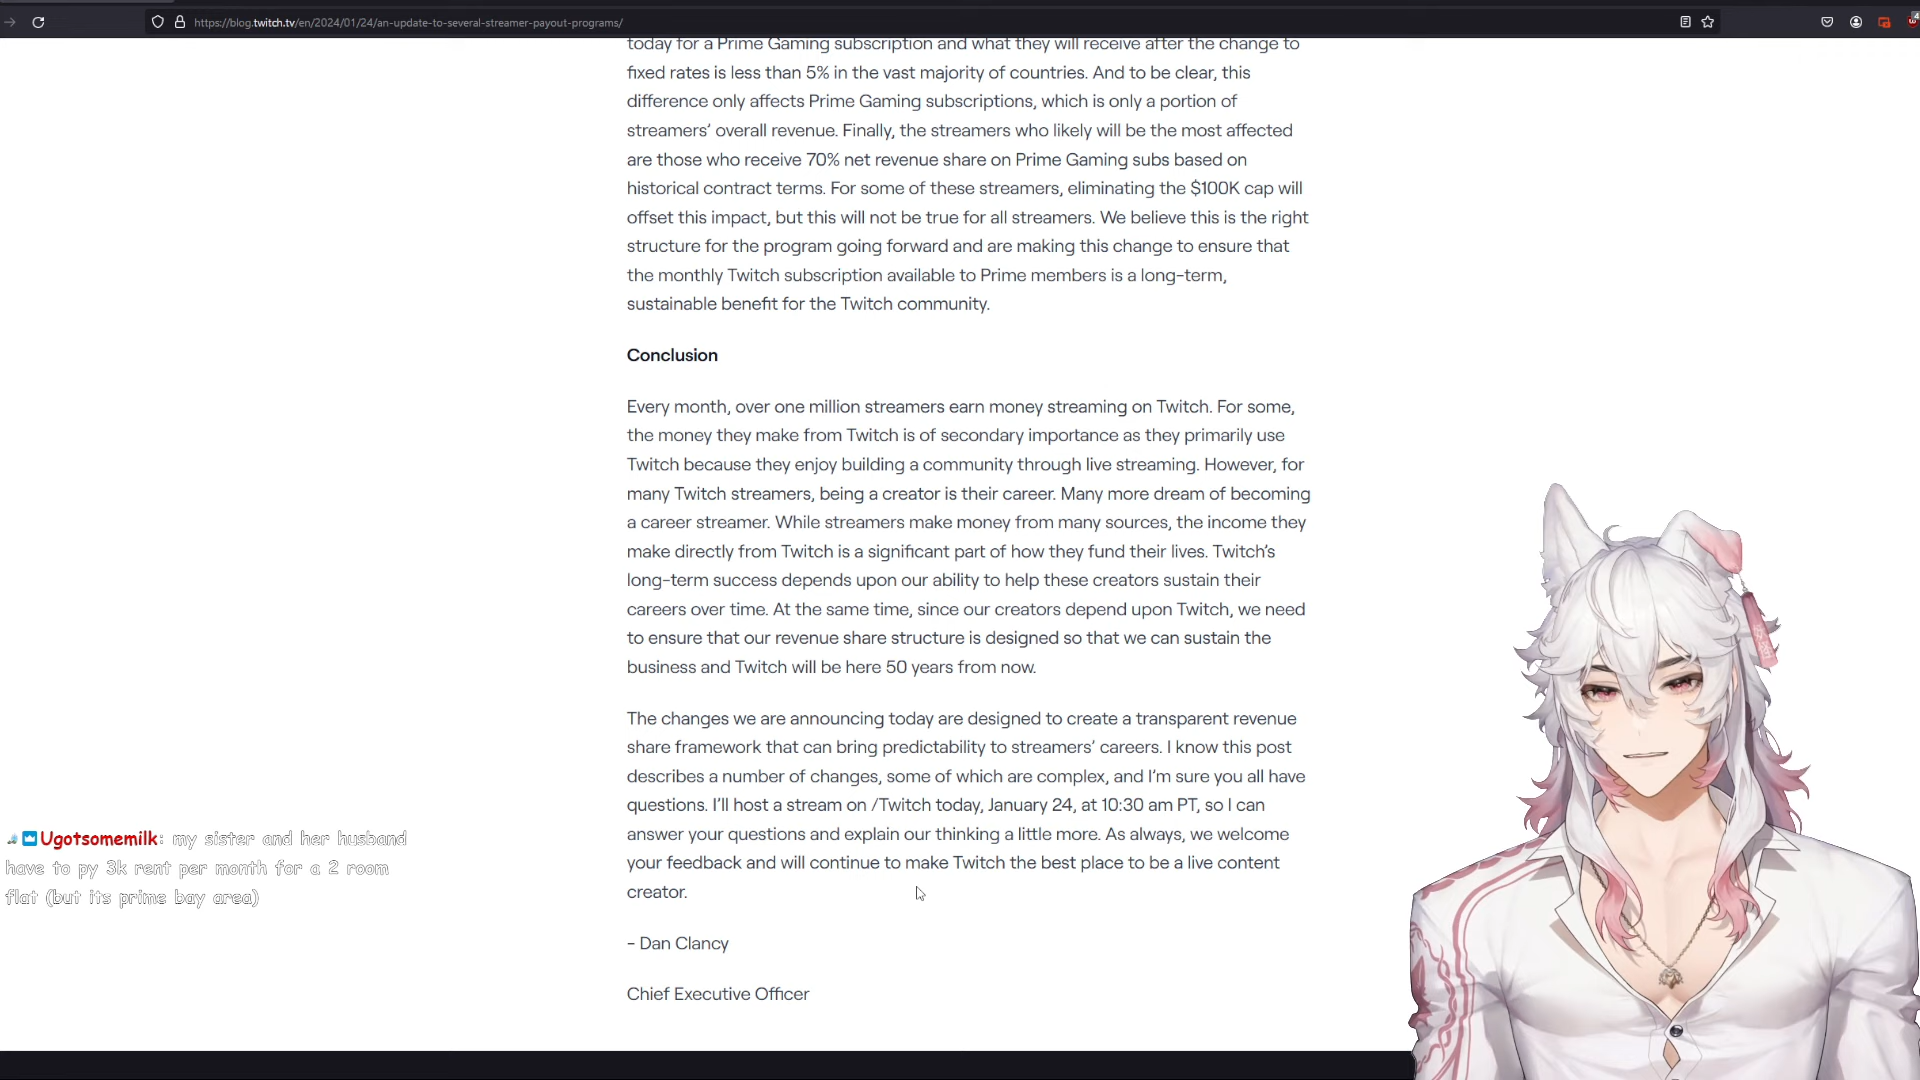 https://blog.twitch.tv/en/2024/01/24/an-update-to-several-streamer-payout-programs/
today for a Prime Gaming subscription and what they will receive after the change to
fixed rates is less than 5% in the vast majority of countries. And to be clear, this
difference only affects Prime Gaming subscriptions, which is only a portion of
streamers’ overall revenue. Finally, the streamers who likely will be the most affected
are those who receive 70% net revenue share on Prime Gaming subs based on
historical contract terms. For some of these streamers, eliminating the $100K cap will
offset this impact, but this will not be true for all streamers. We believe this is the right
structure for the program going forward and are making this change to ensure that
the monthly Twitch subscription available to Prime members is a long-term,
sustainable benefit for the Twitch community.
Conclusion
Every month, over one million streamers earn money streaming on Twitch. For some,
the money they make from Twitch is of secondary importance as they primarily use
Twitch because they enjoy building a community through live streaming. However, for
many Twitch streamers, being a creator is their career. Many more dream of becoming
a career streamer. While streamers make money from many sources, the income they
make directly from Twitch is a significant part of how they fund their lives. Twitch’s
long-term success depends upon our ability to help these creators sustain their
careers over time. At the same time, since our creators depend upon Twitch, we need
to ensure that our revenue share structure is designed so that we can sustain the
business and Twitch will be here 50 years from now.
The changes we are announcing today are designed to create a transparent revenue
share framework that can bring predictability to streamers’ careers. I know this post
describes a number of changes, some of which are complex, and I’m sure you all have
questions. I’ll host a stream on /Twitch today, January 24, at 10:30 am PT, so I can
answer your questions and explain our thinking a little more. As always, we welcome
your feedback and will continue to make Twitch the best place to be a live content
creator.
- Dan Clancy
Chief Executive Officer
Ugotsomemilk: my sister and her husband
have to py 3k rent per month for a 2 room
flat (but its prime bay area)